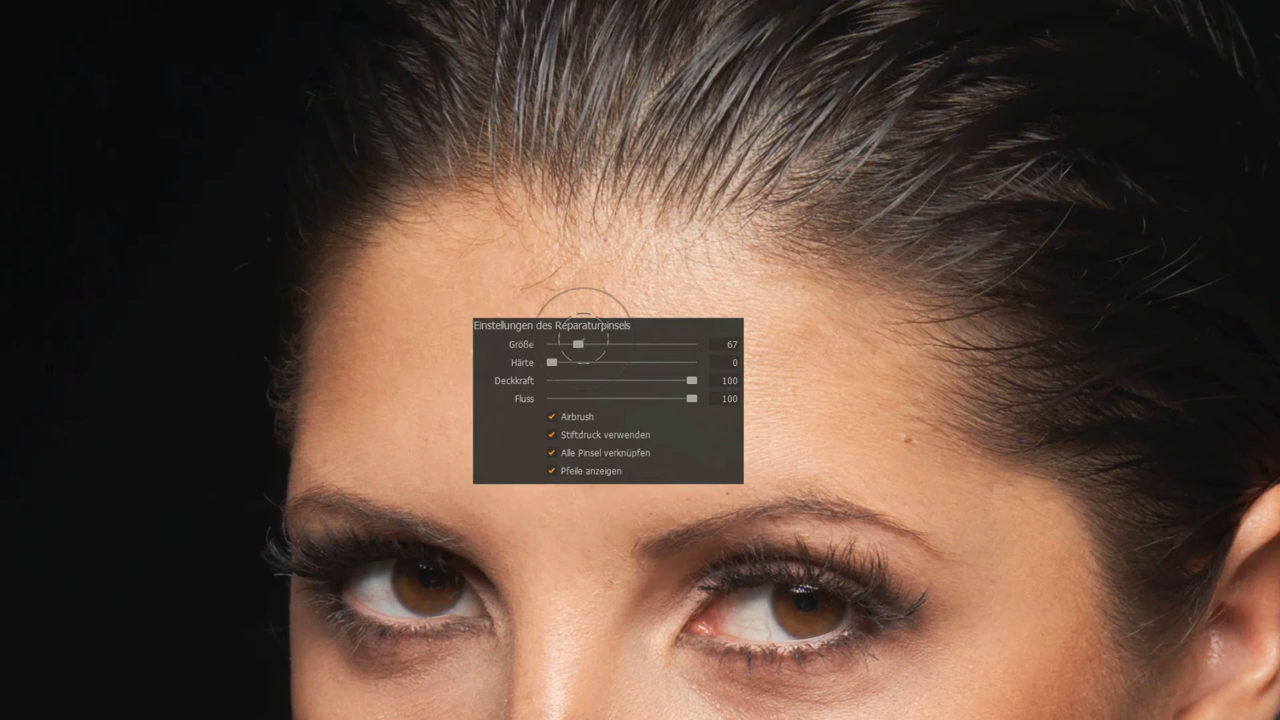 Einstellungen des Reparaturpinsels
Größe 67
Härte 0
Deckkraft 100
Fluss 100
Airbrush
Stiftdruck verwenden
Alle Pinsel verknüpfen
Pfeile anzeigen